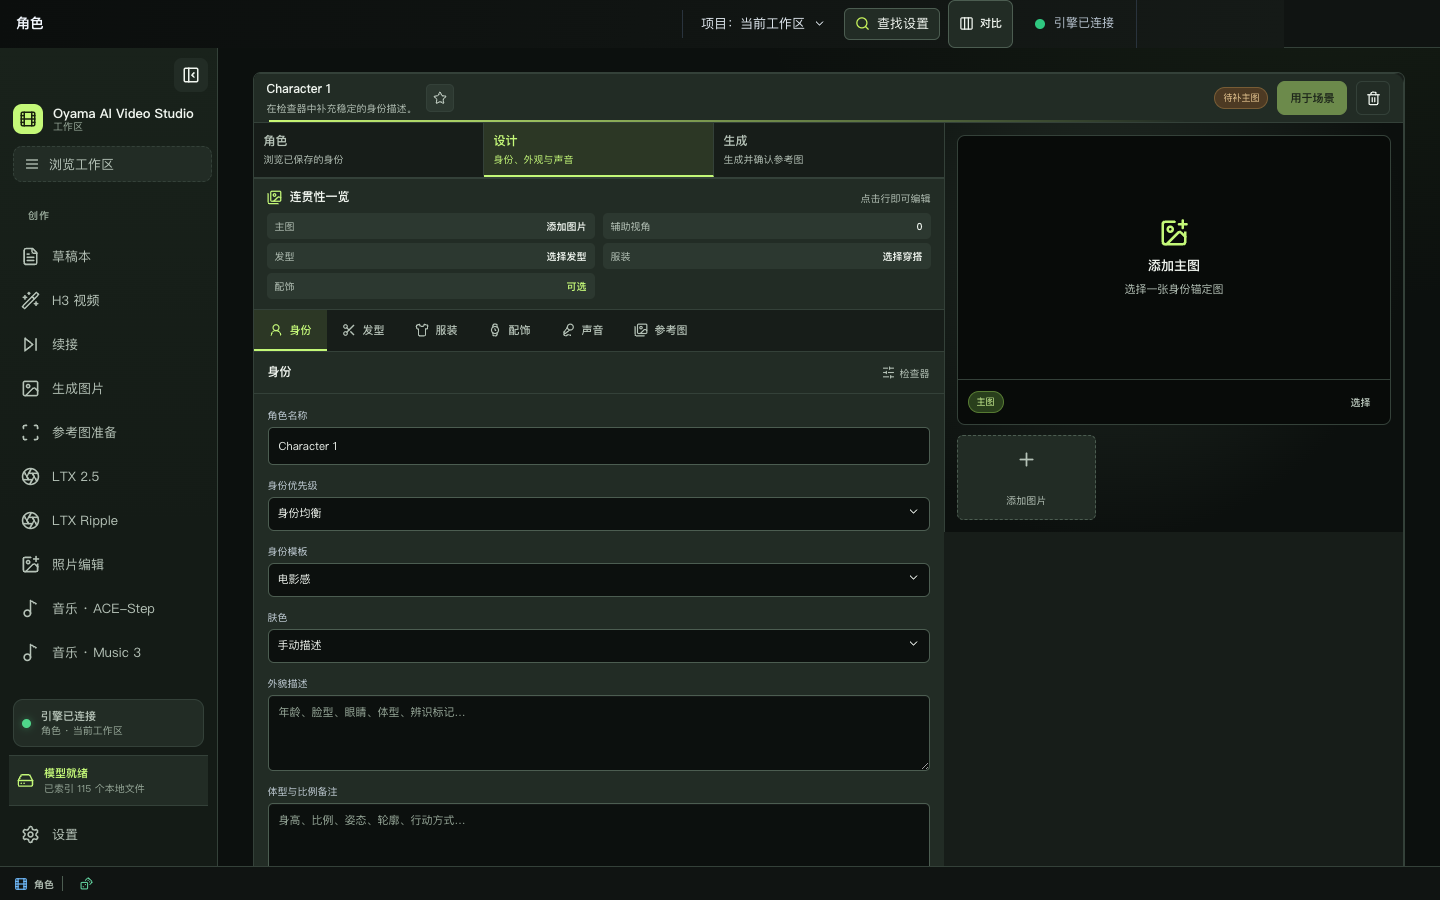 角色
项目：当前工作区
查找设置
对比
引擎已连接
Oyama AI Video Studio
工作区
浏览工作区
创作
草稿本
H3 视频
续接
生成图片
参考图准备
LTX 2.5
LTX Ripple
照片编辑
音乐 · ACE-Step
音乐 · Music 3
引擎已连接
角色 · 当前工作区
模型就绪
已索引 115 个本地文件
设置
Character 1
在检查器中补充稳定的身份描述。
待补主图
用于场景
角色
浏览已保存的身份
设计
身份、外观与声音
生成
生成并确认参考图
连贯性一览
点击行即可编辑
主图
添加图片
辅助视角
0
发型
选择发型
服装
选择穿搭
配饰
可选
身份
发型
服装
配饰
声音
参考图
身份
检查器
角色名称
Character 1
身份优先级
身份均衡
身份模板
电影感
肤色
手动描述
外貌描述
年龄、脸型、眼睛、体型、辨识标记...
体型与比例备注
身高、比例、姿态、轮廓、行动方式...
添加主图
选择一张身份锚定图
主图
选择
添加图片
角色